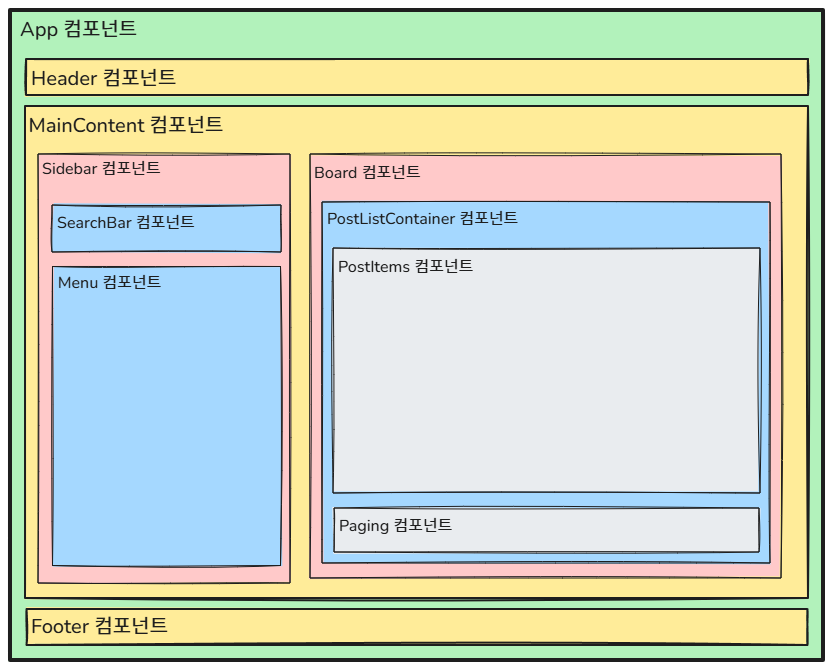 App 컴포넌트
Header 컴포넌트
MainContent 컴포넌트
Sidebar 컴포넌트
SearchBar 컴포넌트
Menu 컴포넌트
Board 컴포넌트
PostListContainer 컴포넌트
PostItems 컴포넌트
Paging 컴포넌트
Footer 컴포넌트